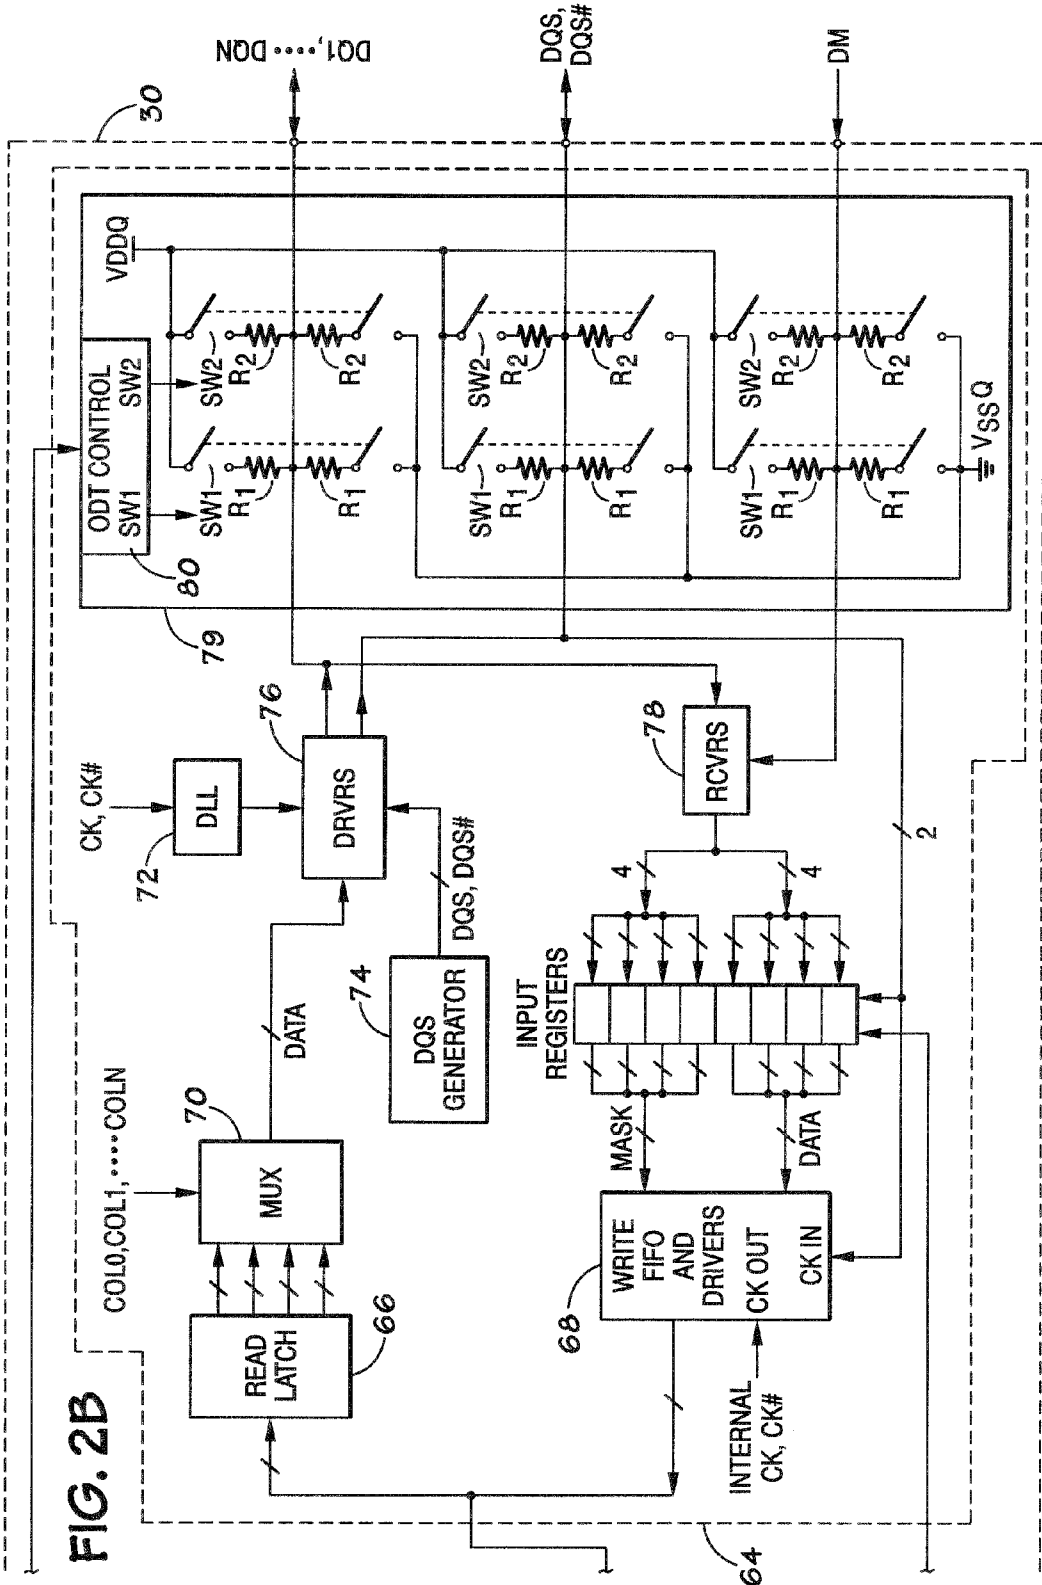 FIG. 2B
COL0,COL1,····COLN
CK, CK#
ODT CONTROL
SW1
SW2
80
79
VDDQ
30
DQ1,····DQN
READ
LATCH
66
MUX
70
DATA
DLL
72
DRVRS
76
DQS
GENERATOR
74
DQS, DQS#
SW1
R1
R1
SW2
R2
R2
SW1
R1
R1
SW2
R2
R2
DQS,
DQS#
SW1
R1
R1
SW2
R2
R2
VSSQ
DM
RCVRS
78
4
4
2
INPUT
REGISTERS
MASK
DATA
WRITE
FIFO
AND
DRIVERS
CK OUT
CK IN
68
INTERNAL
CK, CK#
64